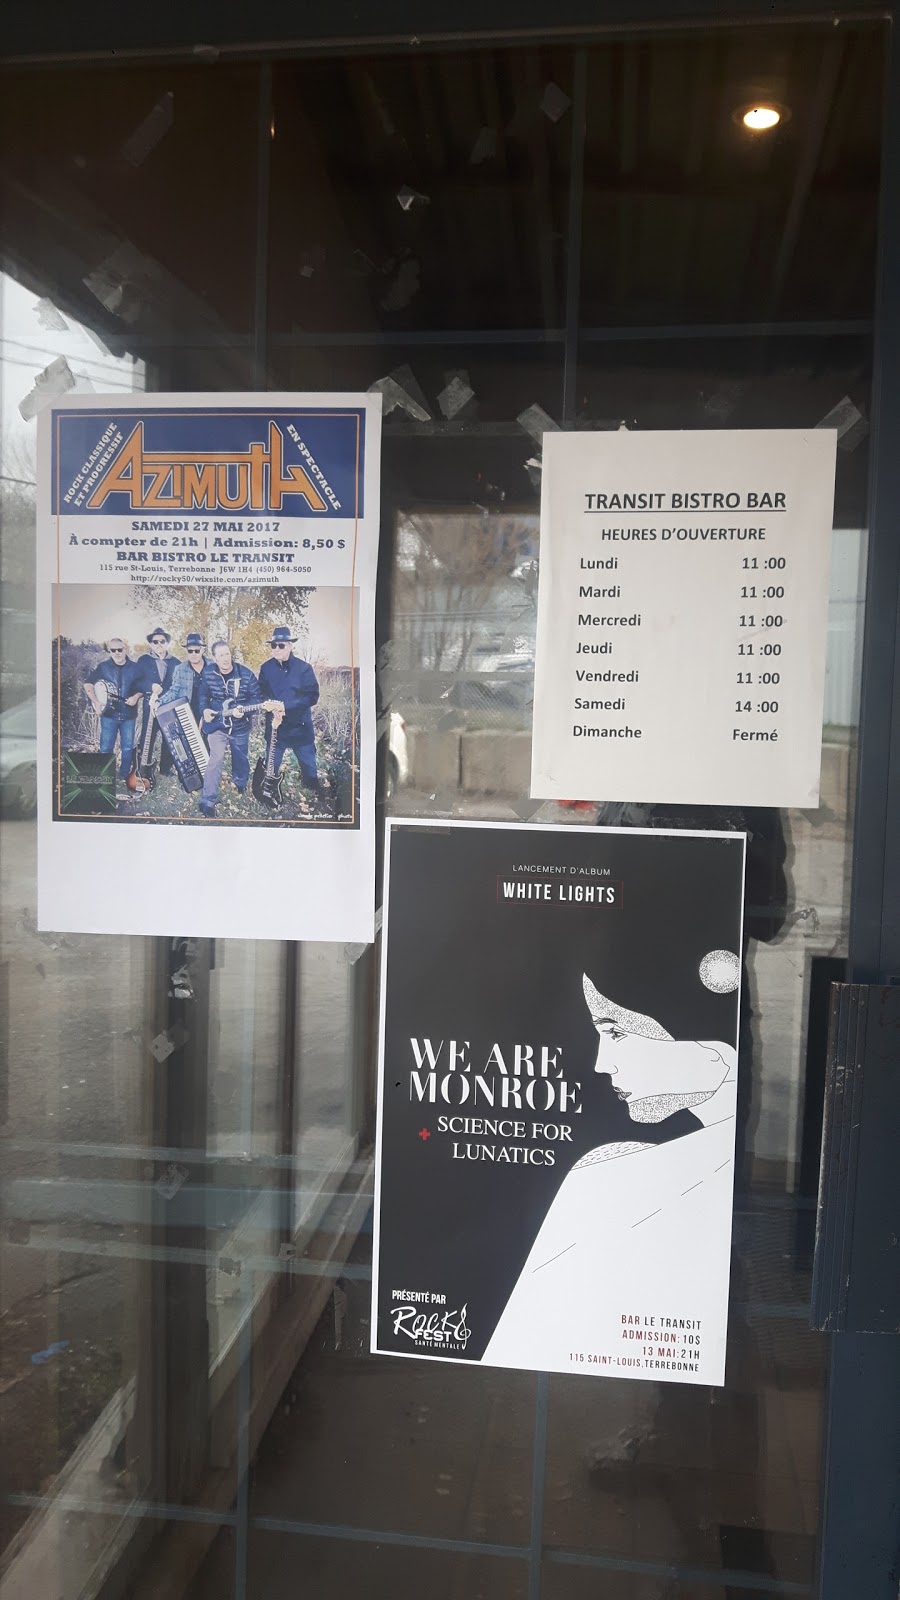 ROCK CLASSIQUE
ET PROGRESSIF
AZIMUTH
EN SPECTACLE
SAMEDI 27 MAI 2017
À compter de 21h | Admission: 8,50 $
BAR BISTRO LE TRANSIT
115 rue St-Louis, Terrebonne J6W 1H4 (450) 964-5050
http://rocky50/wixsite.com/azimuth
photo
TRANSIT BISTRO BAR
HEURES D'OUVERTURE
Lundi 11 :00
Mardi 11 :00
Mercredi 11 :00
Jeudi 11 :00
Vendredi 11 :00
Samedi 14 :00
Dimanche Fermé
LANCEMENT D'ALBUM
WHITE LIGHTS
WE ARE
MONROE
+ SCIENCE FOR
LUNATICS
PRÉSENTÉ PAR
ROCK
FEST
SANTÉ MENTALE
BAR LE TRANSIT
ADMISSION: 10$
13 MAI: 21H
115 SAINT-LOUIS, TERREBONNE